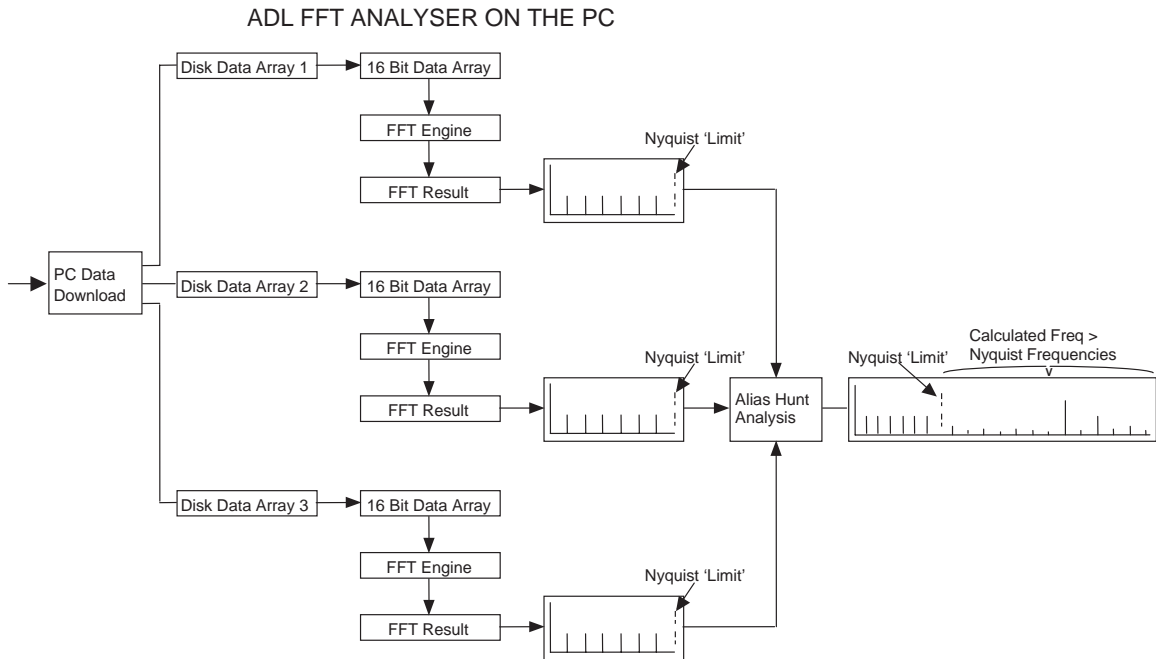 ADL FFT ANALYSER ON THE PC
Disk Data Array 1
16 Bit Data Array
FFT Engine
Nyquist ‘Limit’
FFT Result
PC Data
Download
Disk Data Array 2
16 Bit Data Array
FFT Engine
Nyquist ‘Limit’
FFT Result
Alias Hunt
Analysis
Nyquist ‘Limit’
Calculated Freq >
Nyquist Frequencies
Disk Data Array 3
16 Bit Data Array
FFT Engine
Nyquist ‘Limit’
FFT Result